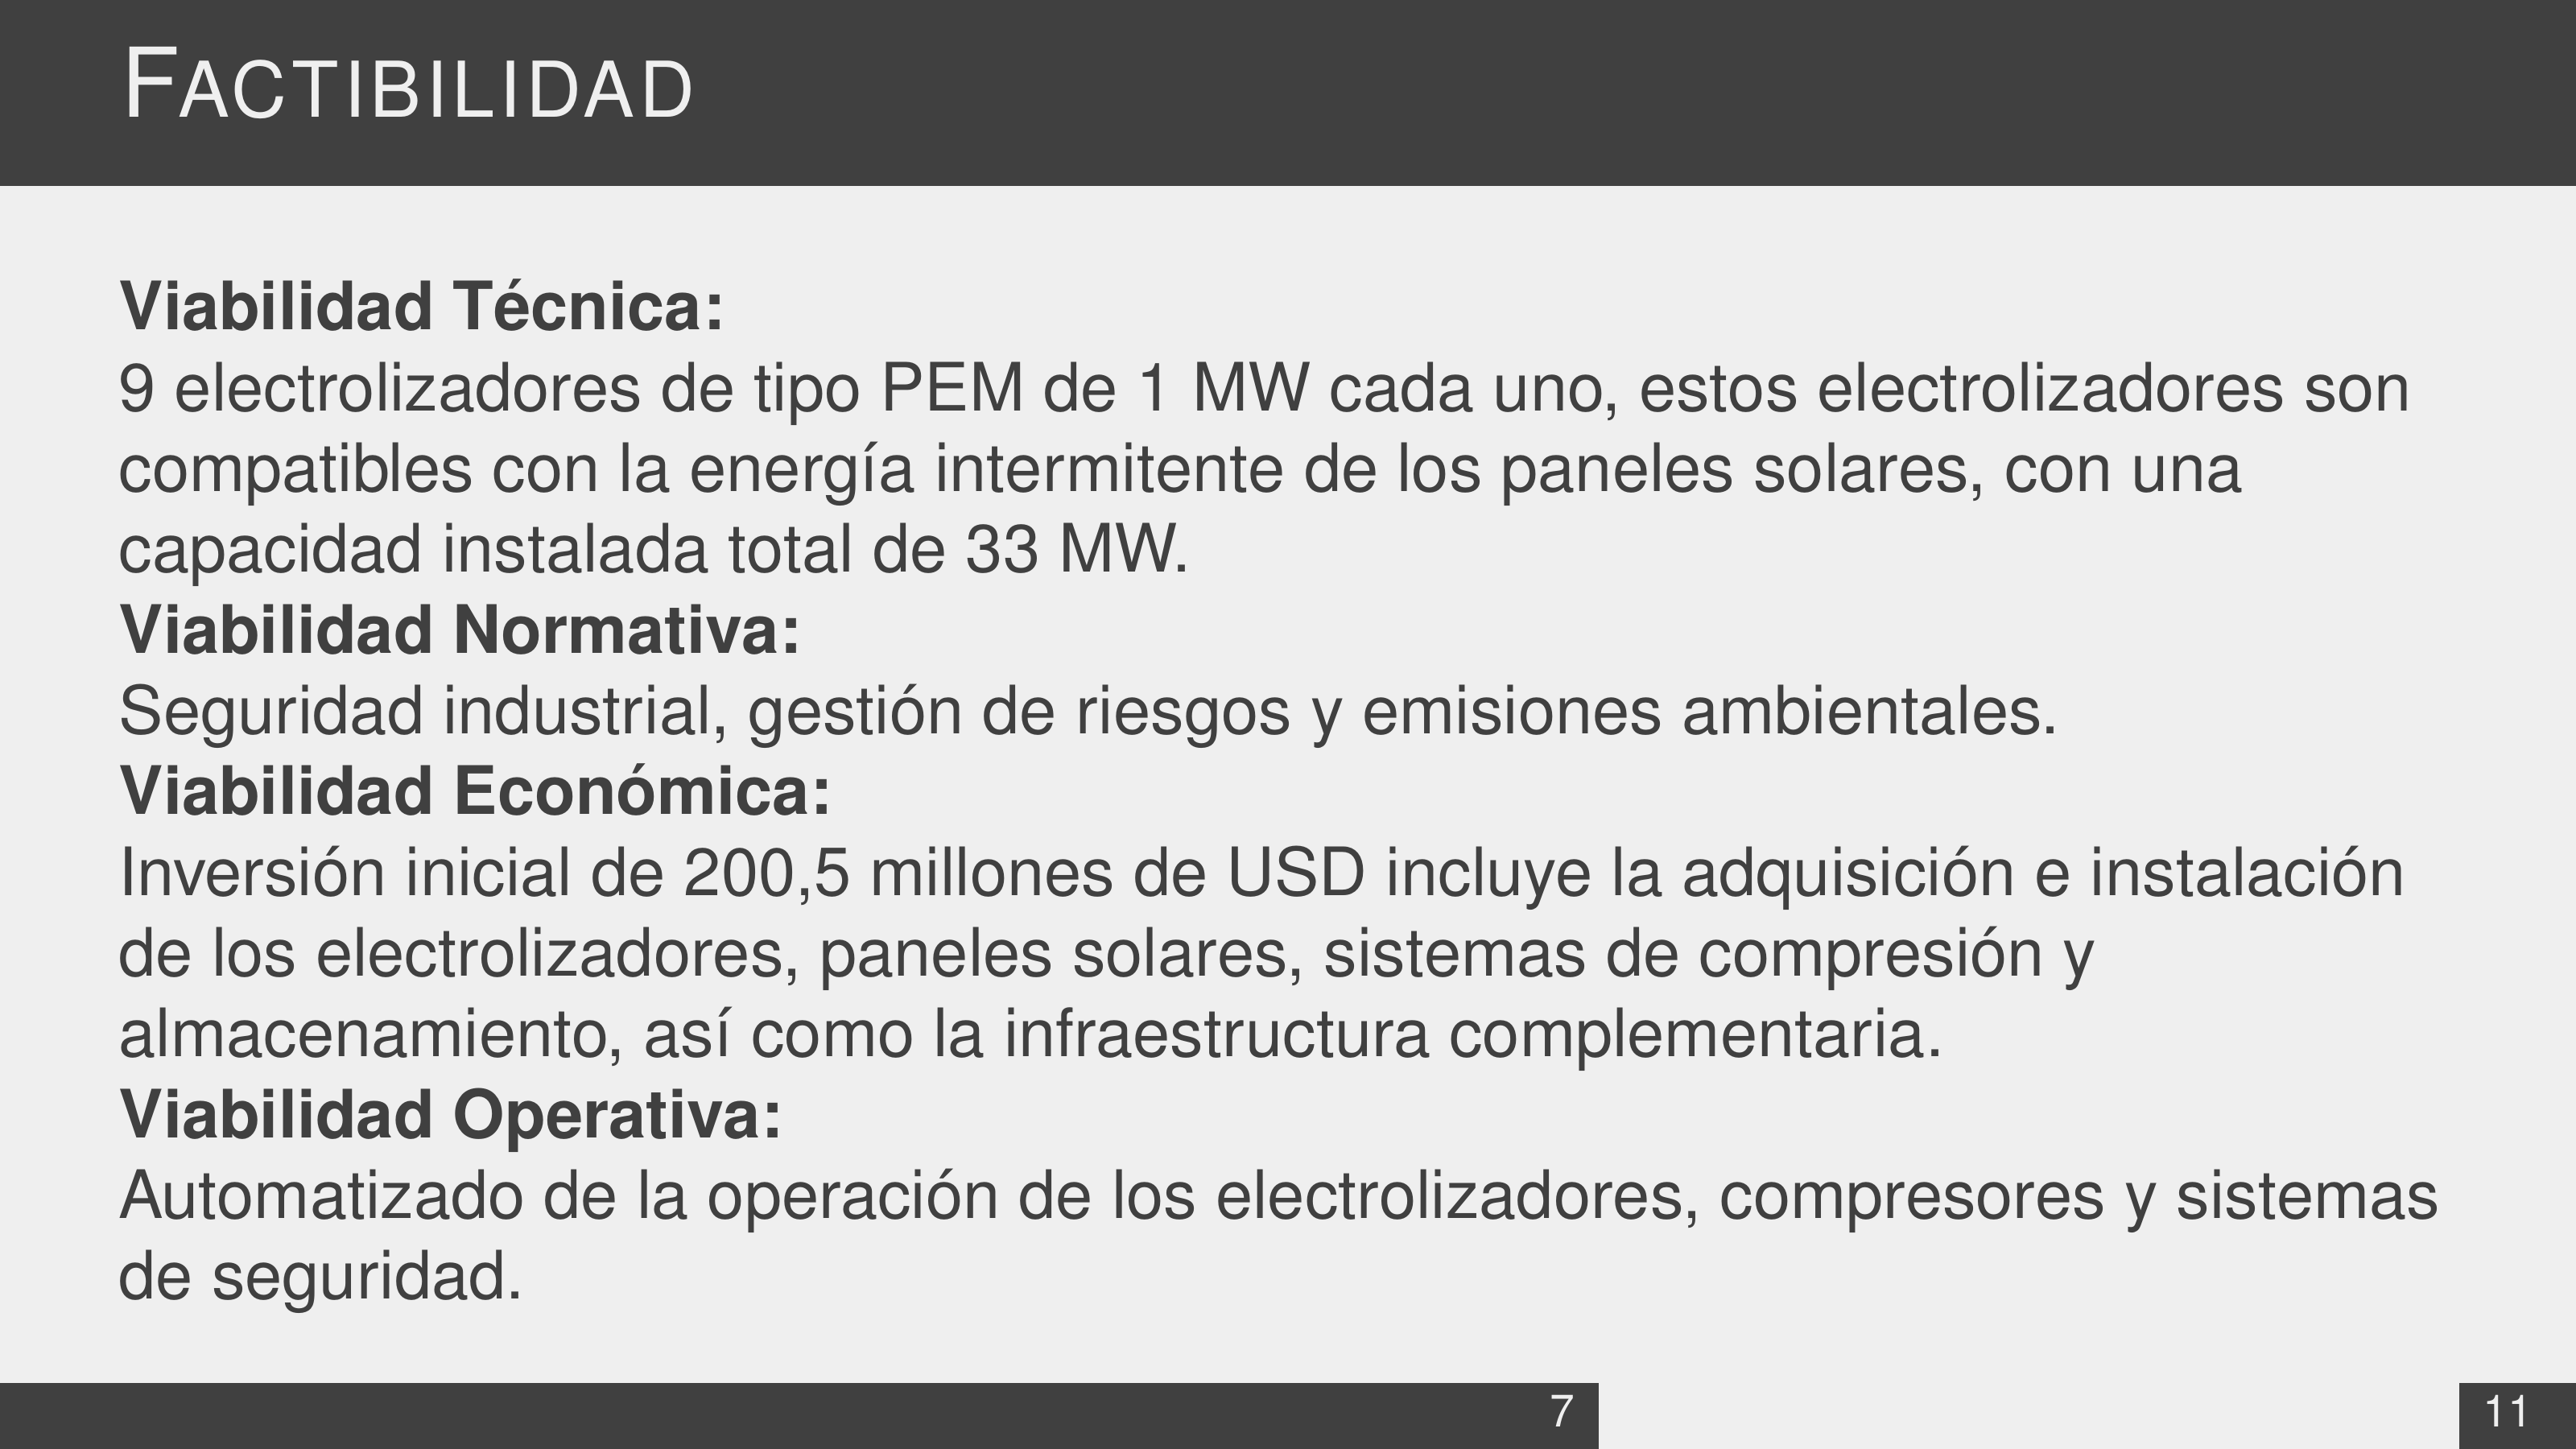 FACTIBILIDAD
Viabilidad Técnica:
9 electrolizadores de tipo PEM de 1 MW cada uno, estos electrolizadores son
compatibles con la energía intermitente de los paneles solares, con una
capacidad instalada total de 33 MW.
Viabilidad Normativa:
Seguridad industrial, gestión de riesgos y emisiones ambientales.
Viabilidad Económica:
Inversión inicial de 200,5 millones de USD incluye la adquisición e instalación
de los electrolizadores, paneles solares, sistemas de compresión y
almacenamiento, así como la infraestructura complementaria.
Viabilidad Operativa:
Automatizado de la operación de los electrolizadores, compresores y sistemas
de seguridad.
7
11